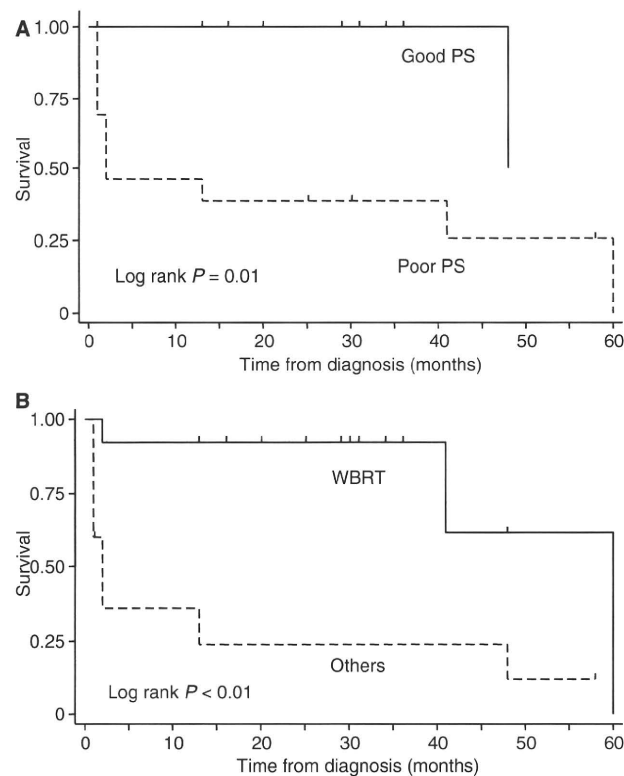 A
1.00
Good PS
0.75
Survival
0.50
0.25
Poor PS
Log rank P = 0.01
0
0 10 20 30 40 50 60
Time from diagnosis (months)
B
1.00
WBRT
0.75
Survival
0.50
0.25
Others
Log rank P < 0.01
0
0 10 20 30 40 50 60
Time from diagnosis (months)